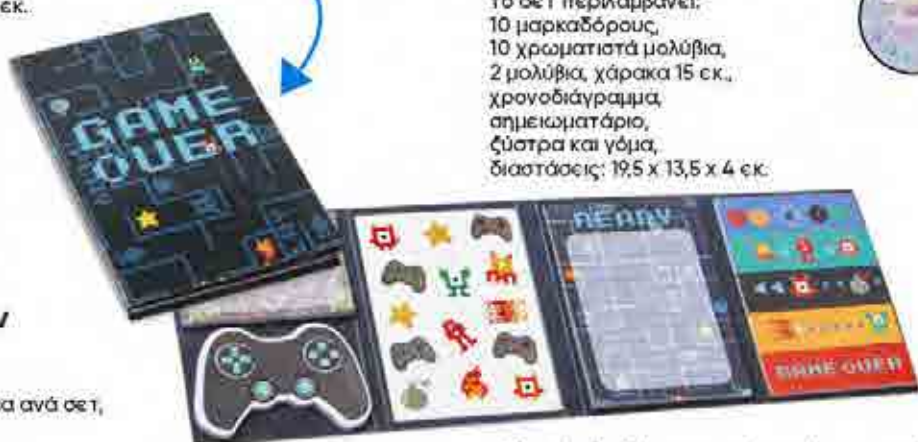 εκ.
Το σετ περιλαμβάνει:
10 μαρκαδόρους,
10 χρωματιστά μολύβια,
2 μολύβια, χάρακα 15 εκ.,
χρονοδιάγραμμα,
σημειωματάριο,
ξύστρα και γόμα,
διαστάσεις: 19,5 x 13,5 x 4 εκ.
GAME
OVER
READY
GAME OVER
α ανά σετ,